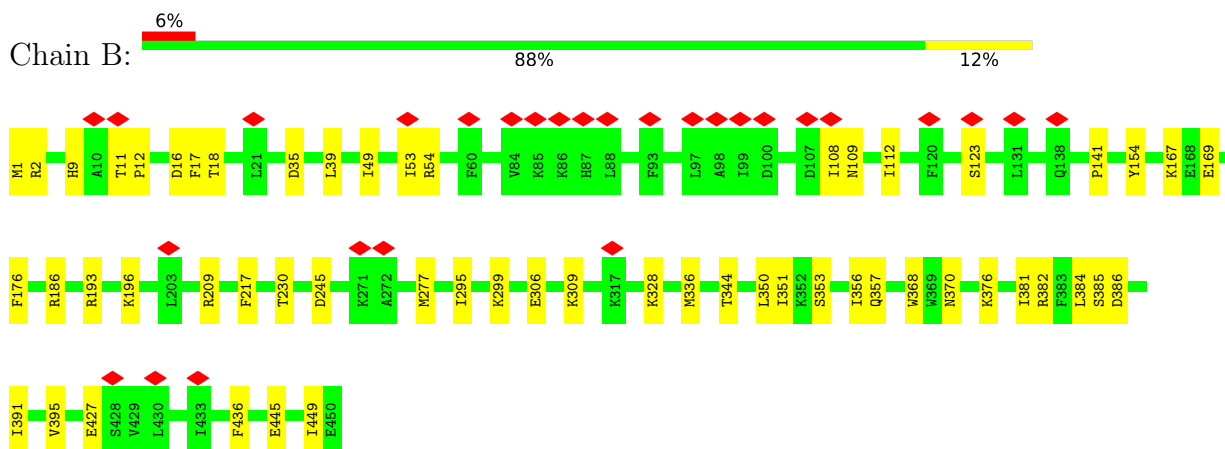 6%
Chain B:
88% 12%
M1 R2 H9 A10 T11 P12 D16 F17 T18 L21 D35 L39 I49 I53 R54 F60 V84 K85 K86 H87 L88 F93 L97 A98 I99 D100 D107 I108 N109 I112 F120 S123 L131 Q138 P141 Y154 K167 E168 E169
F176 R186 R193 K196 L203 R209 F217 T230 D245 K271 A272 M277 I295 K299 E306 K309 K317 K328 M336 T344 L350 I351 K352 S353 I356 Q357 W368 W369 N370 K376 I381 R382 F383 L384 S385 D386
I391 V395 E427 S428 V429 L430 I433 F436 E445 I449 E450